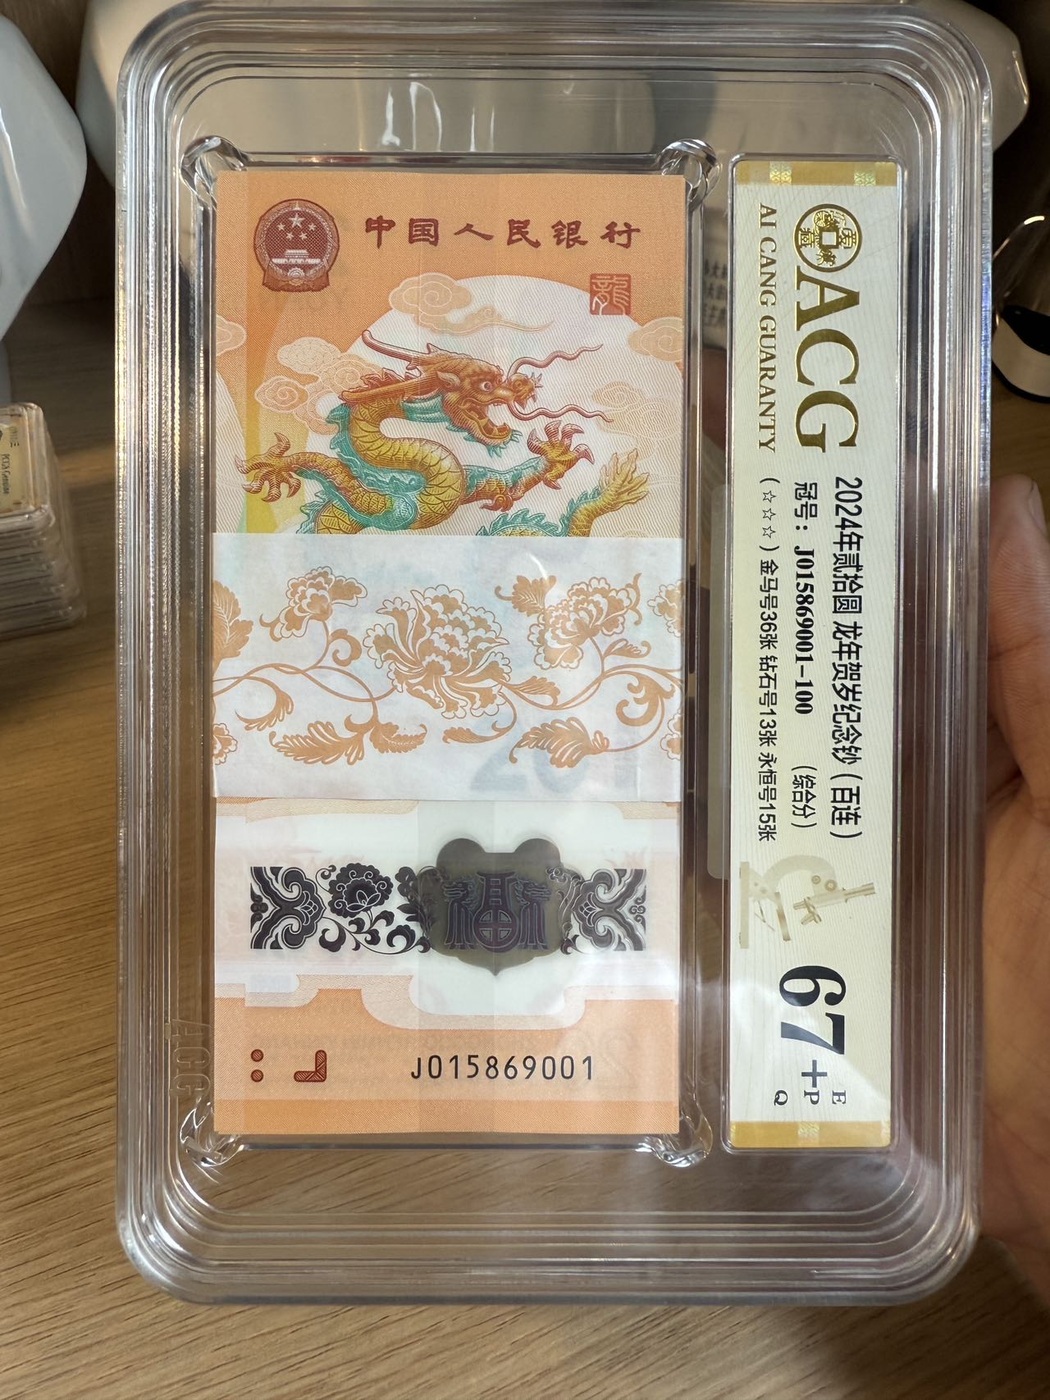 中国人民银行
龍
福
J015869001
ACG
AI CANG GUARANTY
2024年贰拾圆 龙年贺岁纪念钞 (百连)
冠号: J015869001-100 (综合分)
(☆☆☆) 金马号36张 钻石号13张 永恒号15张
67+
E
P
Q
ACG